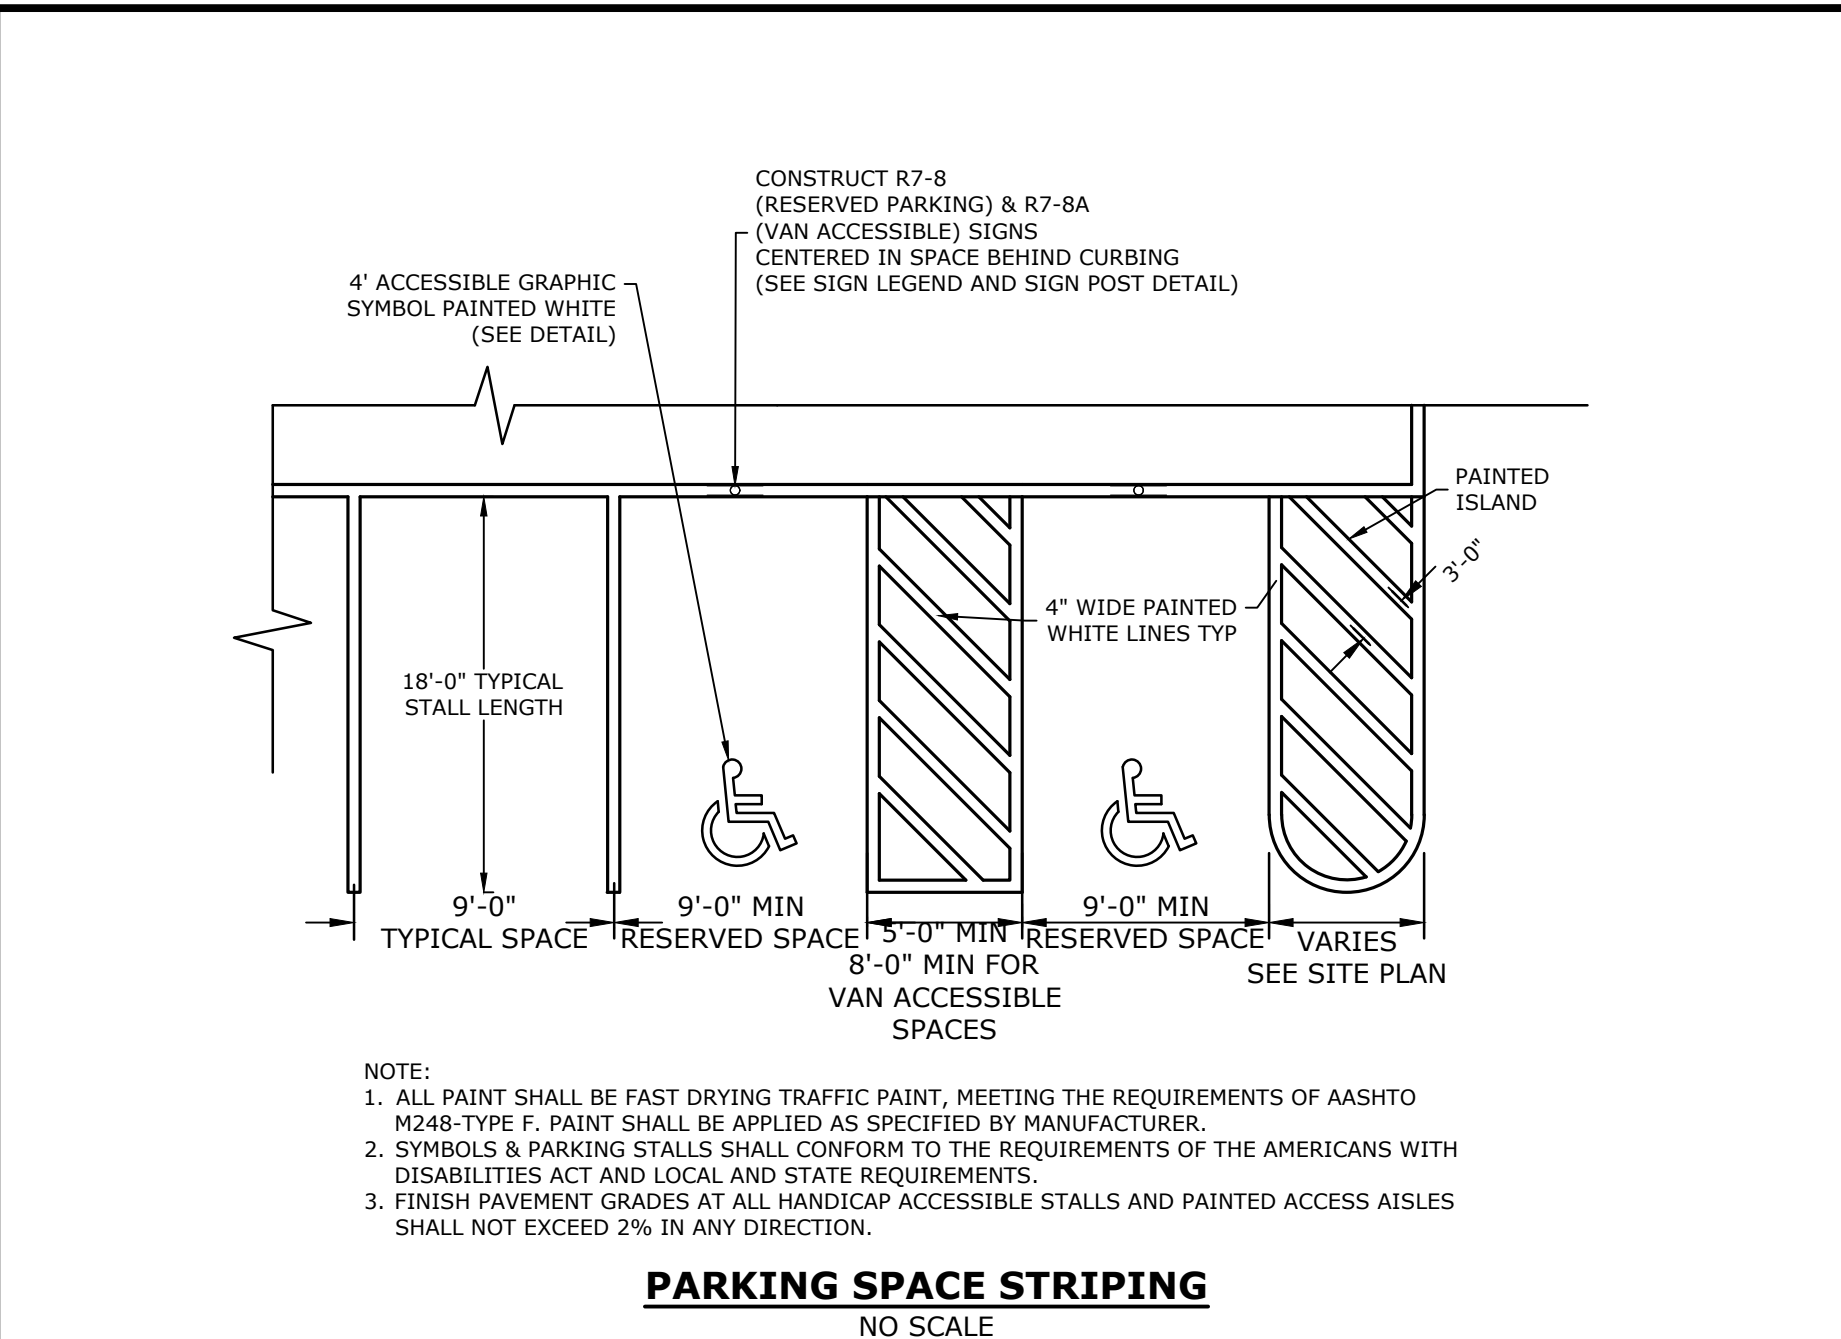 CONSTRUCT R7-8
(RESERVED PARKING) & R7-8A
(VAN ACCESSIBLE) SIGNS
CENTERED IN SPACE BEHIND CURBING
(SEE SIGN LEGEND AND SIGN POST DETAIL)
4' ACCESSIBLE GRAPHIC
SYMBOL PAINTED WHITE
(SEE DETAIL)
PAINTED
ISLAND
3'-0"
4" WIDE PAINTED
WHITE LINES TYP
18'-0" TYPICAL
STALL LENGTH
9'-0"
TYPICAL SPACE
9'-0" MIN
RESERVED SPACE
5'-0" MIN
8'-0" MIN FOR
VAN ACCESSIBLE
SPACES
9'-0" MIN
RESERVED SPACE
VARIES
SEE SITE PLAN
NOTE:
1. ALL PAINT SHALL BE FAST DRYING TRAFFIC PAINT, MEETING THE REQUIREMENTS OF AASHTO
M248-TYPE F. PAINT SHALL BE APPLIED AS SPECIFIED BY MANUFACTURER.
2. SYMBOLS & PARKING STALLS SHALL CONFORM TO THE REQUIREMENTS OF THE AMERICANS WITH
DISABILITIES ACT AND LOCAL AND STATE REQUIREMENTS.
3. FINISH PAVEMENT GRADES AT ALL HANDICAP ACCESSIBLE STALLS AND PAINTED ACCESS AISLES
SHALL NOT EXCEED 2% IN ANY DIRECTION.
PARKING SPACE STRIPING
NO SCALE